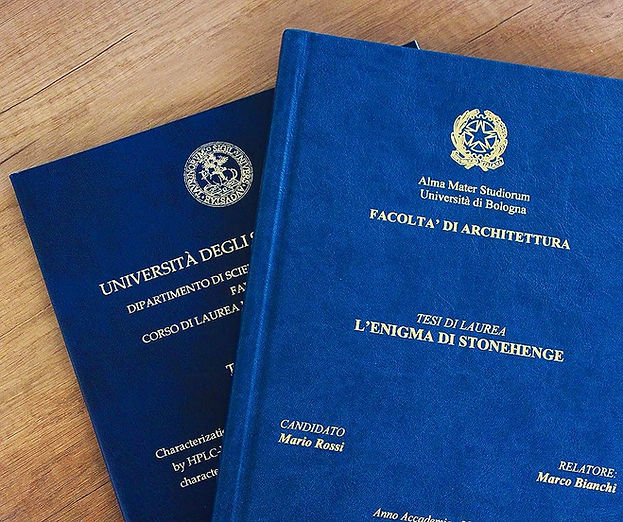 Alma Mater Studiorum
Università di Bologna
FACOLTA' DI ARCHITETTURA
TESI DI LAUREA
L'ENIGMA DI STONEHENGE
CANDIDATO
Mario Rossi
RELATORE:
Marco Bianchi
Anno
UNIVERSITÀ DEGLI
DIPARTIMENTO DI
CORSO DI LAUREA
by HPLC-